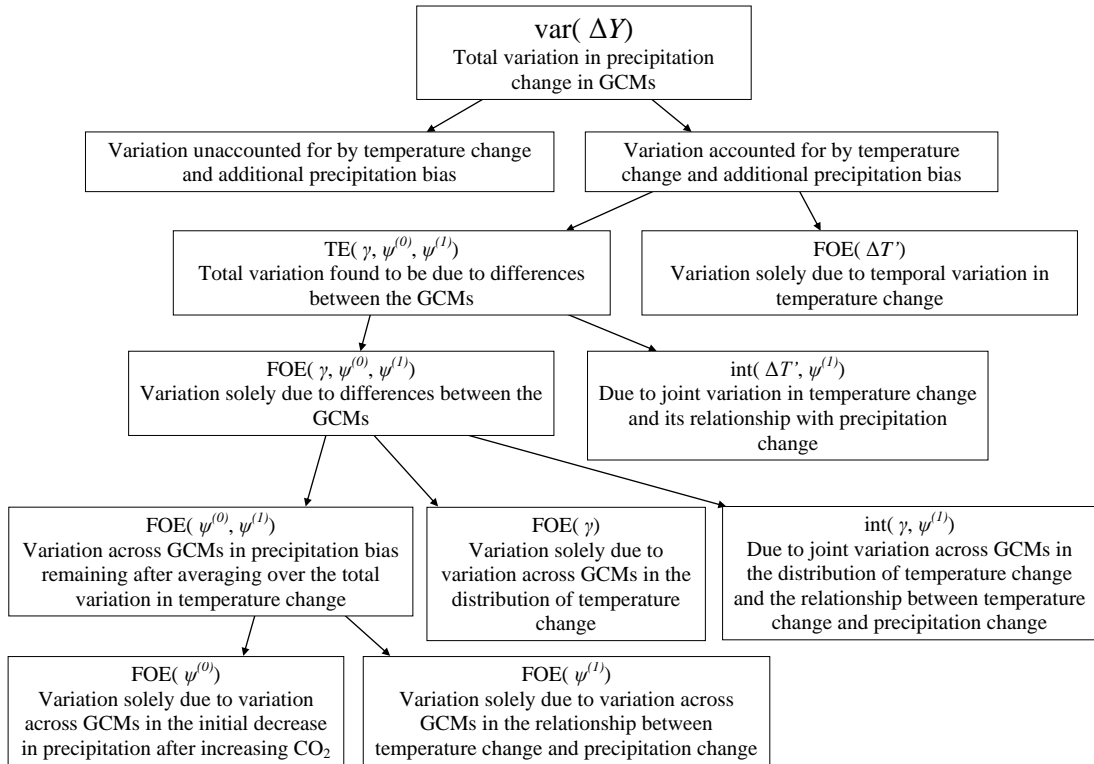 var( ΔY)
Total variation in precipitation
change in GCMs
Variation unaccounted for by temperature change
and additional precipitation bias
Variation accounted for by temperature
change and additional precipitation bias
TE( γ, ψ(0), ψ(1))
Total variation found to be due to differences
between the GCMs
FOE( ΔT’)
Variation solely due to temporal variation in
temperature change
FOE( γ, ψ(0), ψ(1))
Variation solely due to differences between the
GCMs
int( ΔT’, ψ(1))
Due to joint variation in temperature change
and its relationship with precipitation
change
FOE( ψ(0), ψ(1))
Variation across GCMs in precipitation bias
remaining after averaging over the total
variation in temperature change
FOE( γ)
Variation solely due to
variation across GCMs in the
distribution of temperature
change
int( γ, ψ(1))
Due to joint variation across GCMs in
the distribution of temperature change
and the relationship between temperature
change and precipitation change
FOE( ψ(0))
Variation solely due to variation
across GCMs in the initial decrease
in precipitation after increasing CO2
FOE( ψ(1))
Variation solely due to variation across
GCMs in the relationship between
temperature change and precipitation change